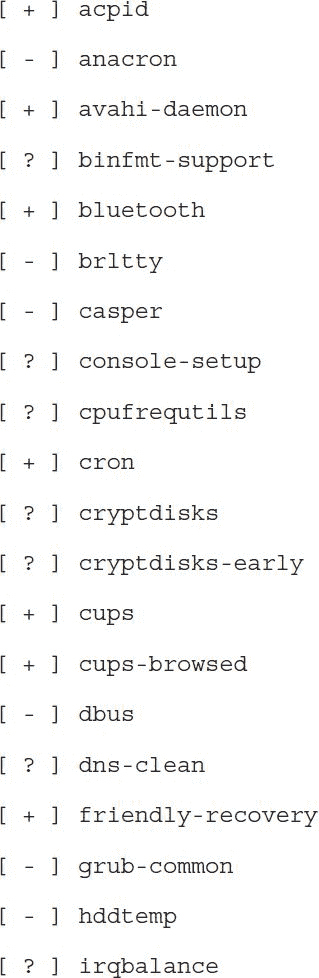 [ + ] acpid
[ - ] anacron
[ + ] avahi-daemon
[ ? ] binfmt-support
[ + ] bluetooth
[ - ] brltty
[ - ] casper
[ ? ] console-setup
[ ? ] cpufrequtils
[ + ] cron
[ ? ] cryptdisks
[ ? ] cryptdisks-early
[ + ] cups
[ + ] cups-browsed
[ - ] dbus
[ ? ] dns-clean
[ + ] friendly-recovery
[ - ] grub-common
[ - ] hddtemp
[ ? ] irqbalance